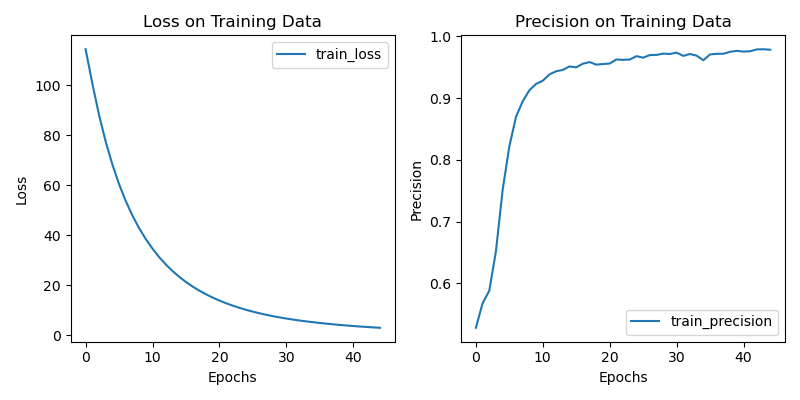 Loss on Training Data
train_loss
100
80
60
40
20
0
Loss
0 10 20 30 40
Epochs
Precision on Training Data
1.0
0.9
0.8
0.7
0.6
Precision
train_precision
0 10 20 30 40
Epochs